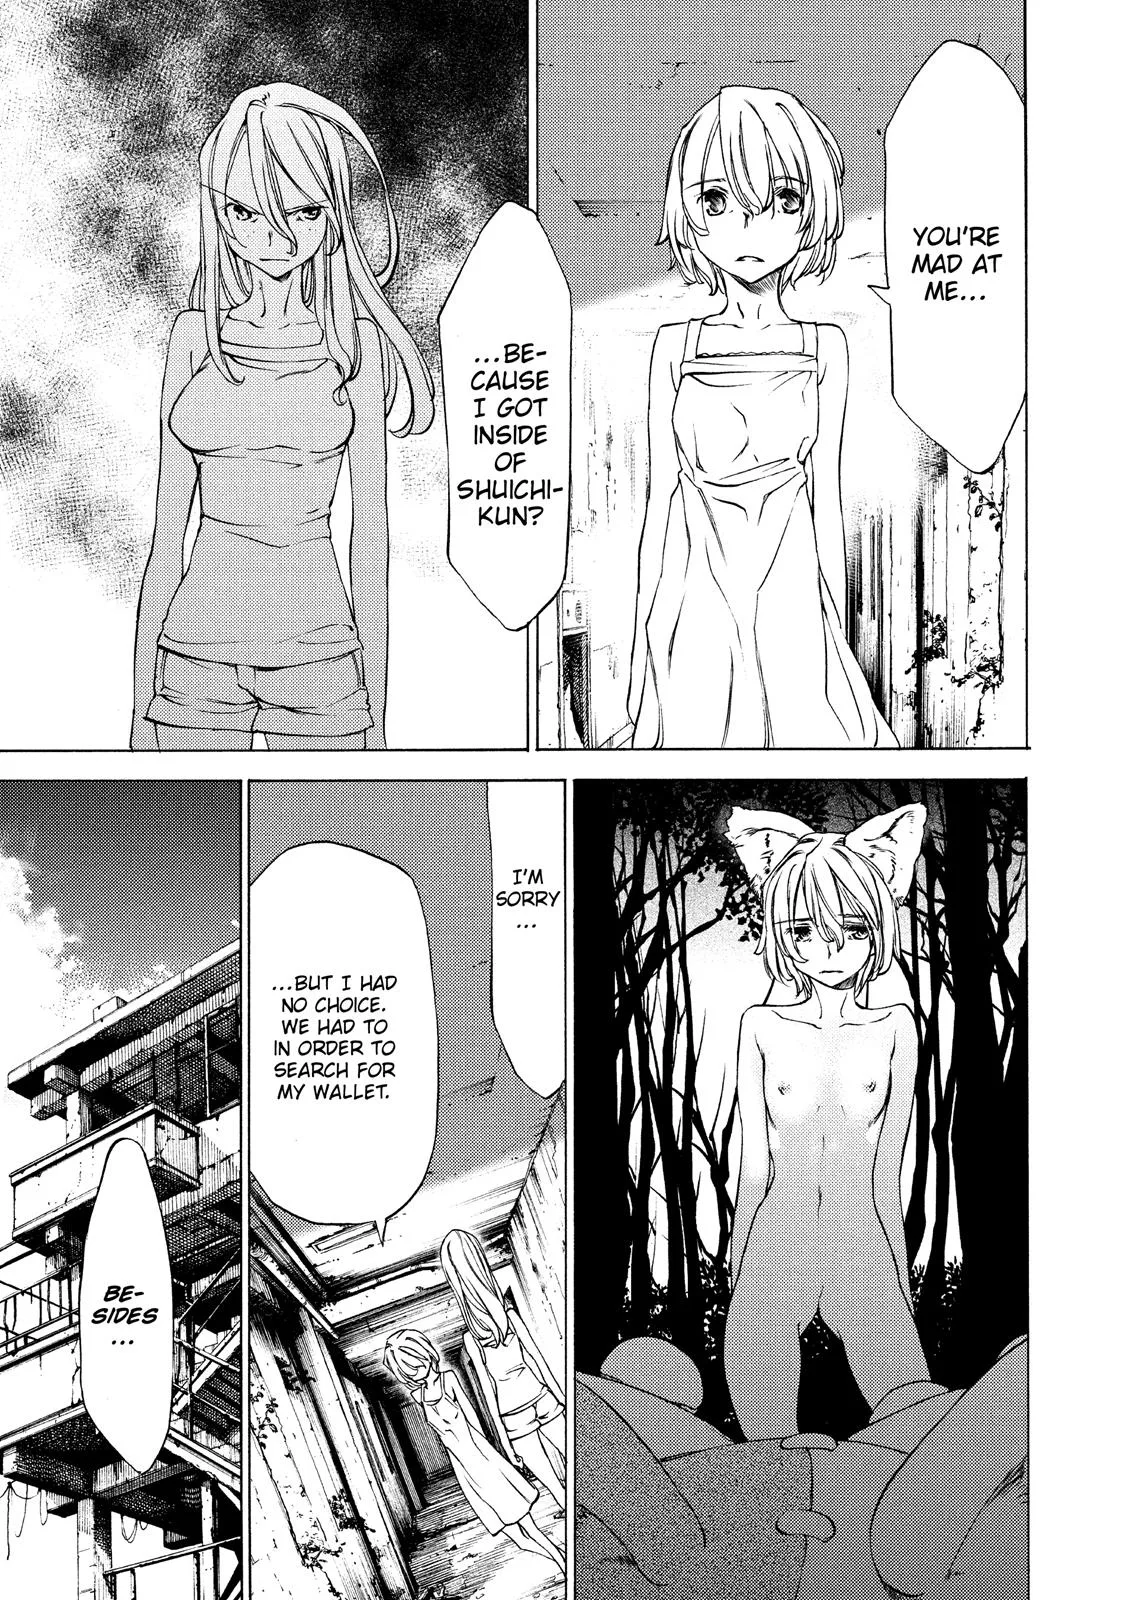 YOU'RE
MAD AT
ME...
...BE-
CAUSE
I GOT
INSIDE
OF
SHUICHI-
KUN?
I'M
SORRY
...
...BUT I HAD
NO CHOICE.
WE HAD TO
IN ORDER TO
SEARCH FOR
MY WALLET.
BE-
SIDES
...